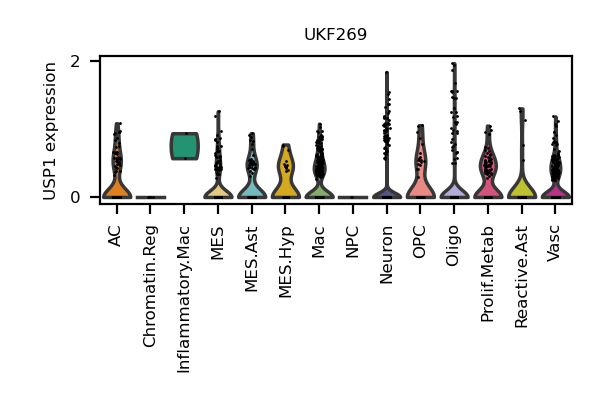 UKF269
USP1 expression
2
0
AC
Chromatin.Reg
Inflammatory.Mac
MES
MES.Ast
MES.Hyp
Mac
NPC
Neuron
OPC
Oligo
Prolif.Metab
Reactive.Ast
Vasc